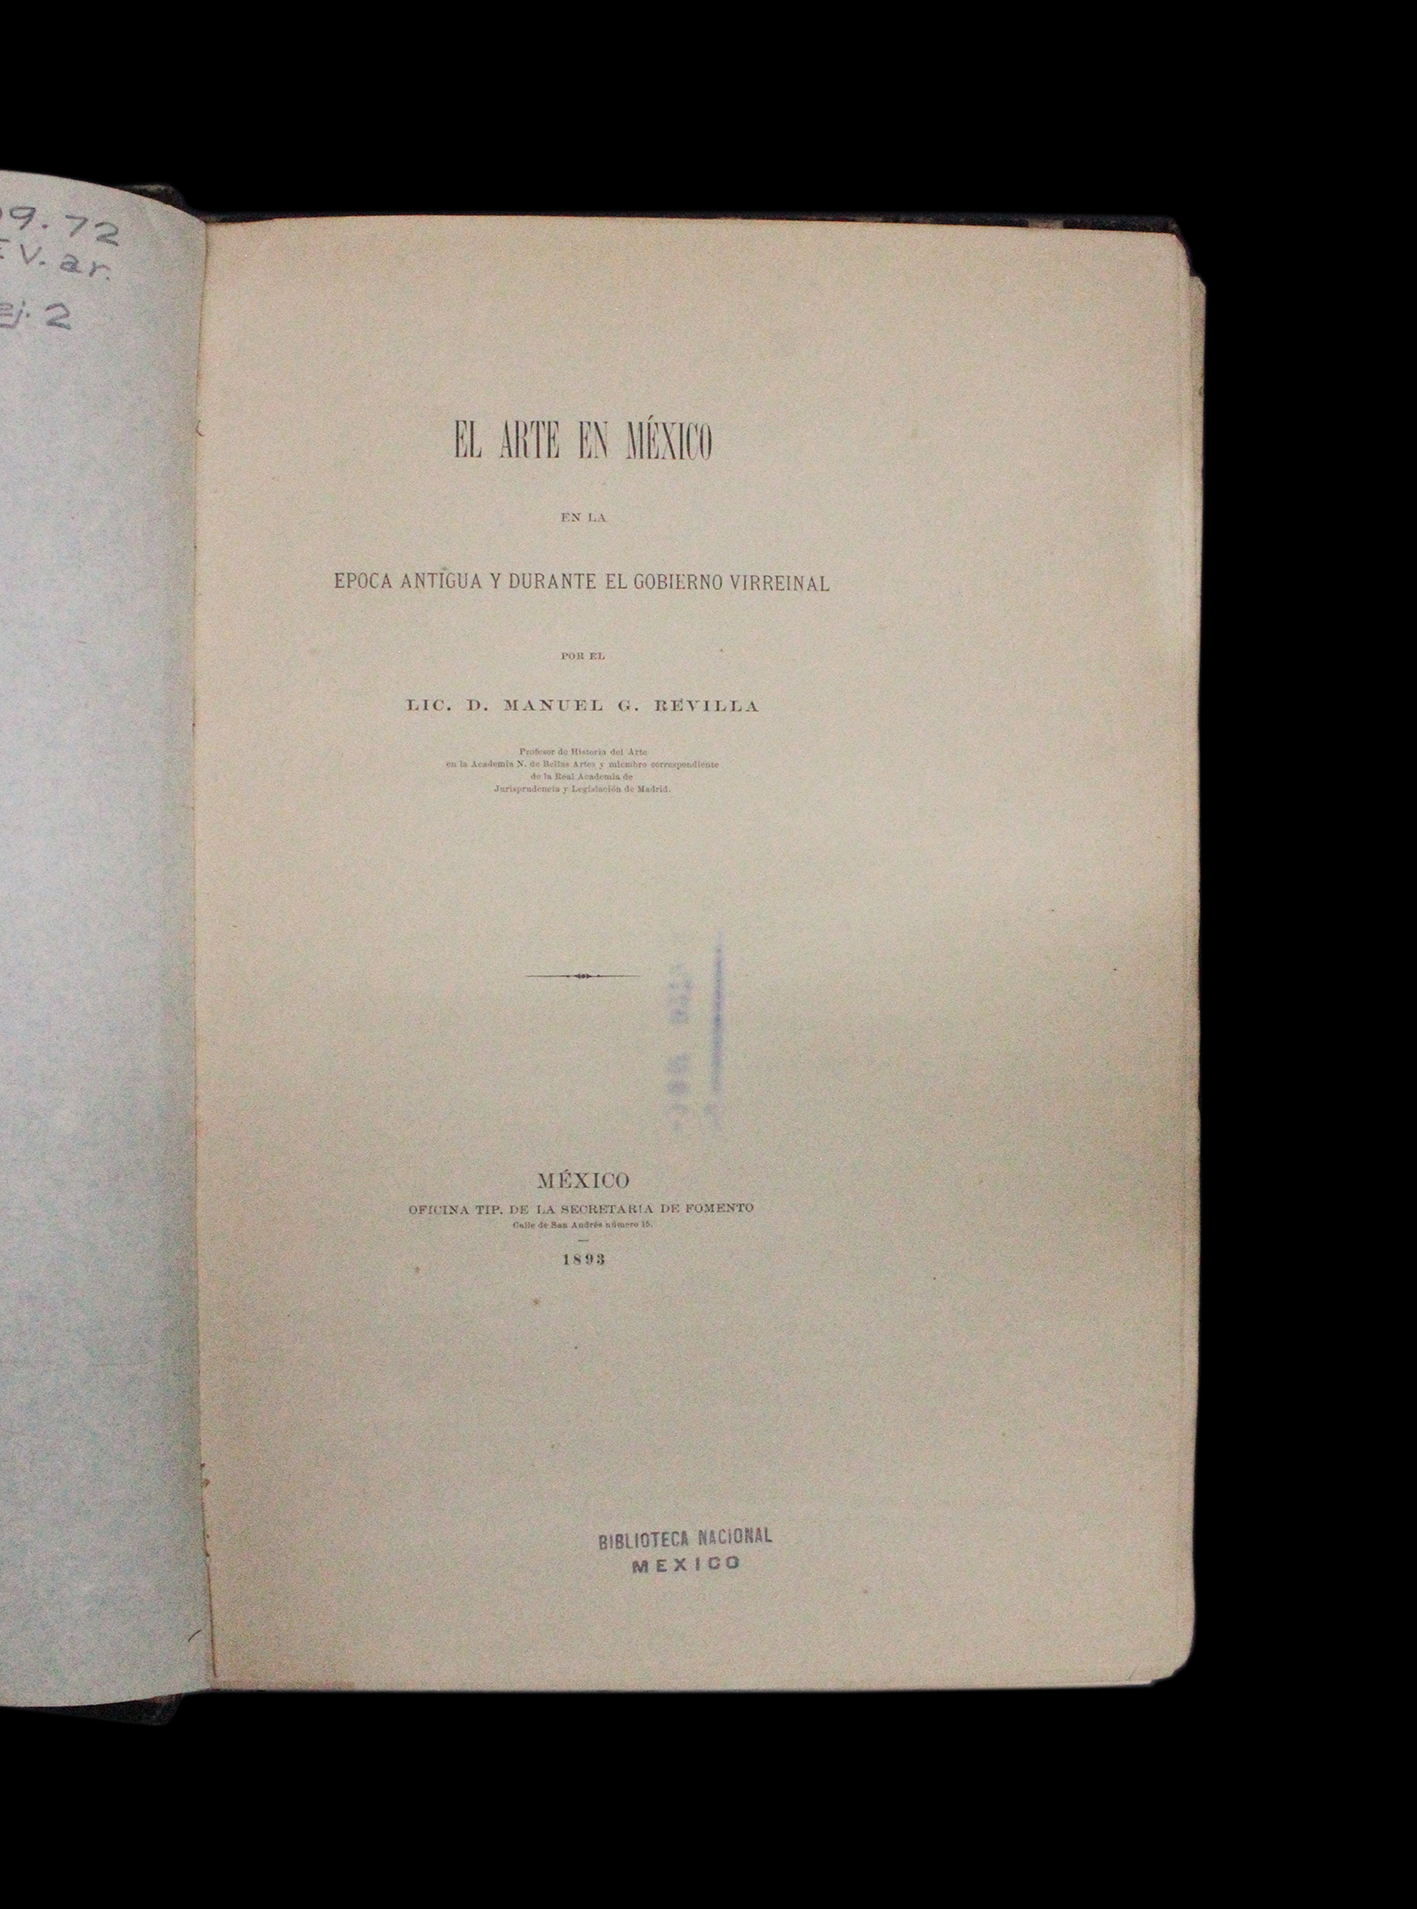 9.72
V. ar.
ej. 2
EL ARTE EN MÉXICO
EN LA
EPOCA ANTIGUA Y DURANTE EL GOBIERNO VIRREINAL
POR EL
LIC. D. MANUEL G. REVILLA
Profesor de Historia del Arte
en la Academia N. de Bellas Artes y miembro correspondiente
de la Real Academia de
Jurisprudencia y Legislación de Madrid.
MÉXICO
OFICINA TIP. DE LA SECRETARIA DE FOMENTO
Calle de San Andrés número 15.
1893
BIBLIOTECA NACIONAL
MEXICO